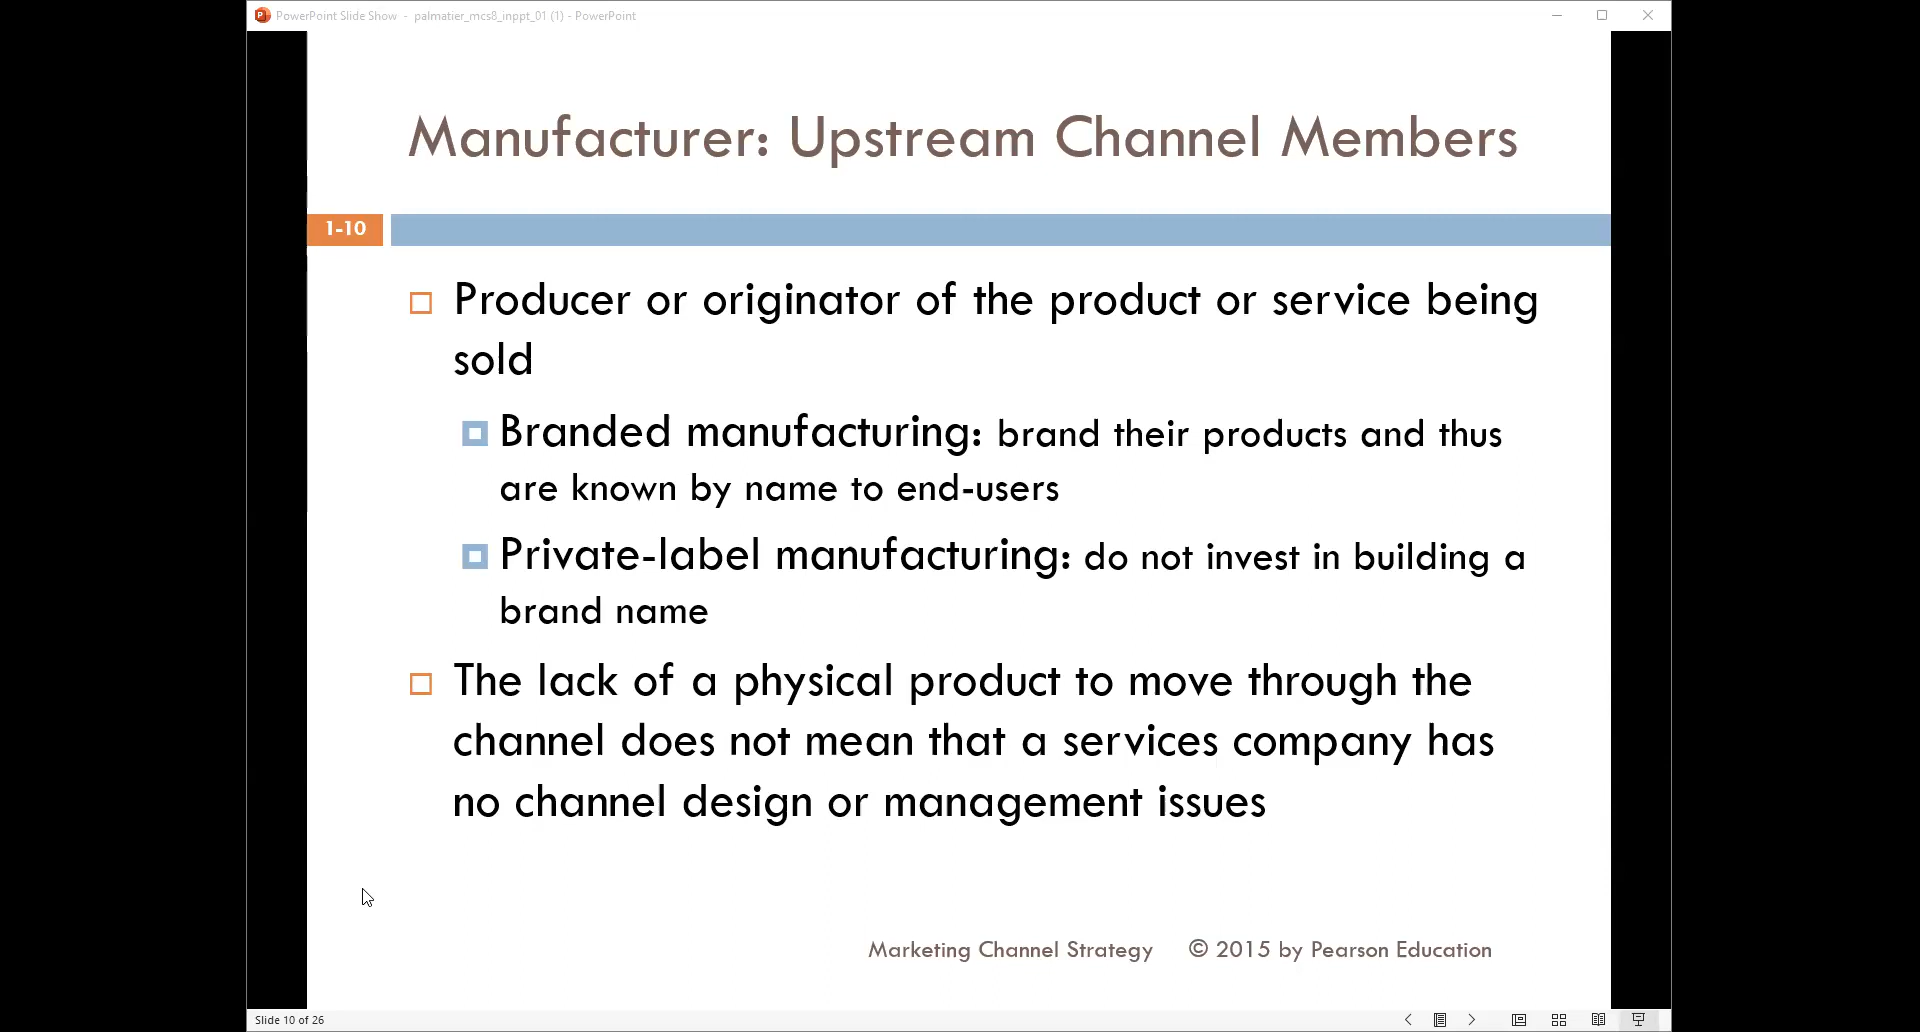 PowerPoint Slide Show - palmatier_mcs8_inppt_01 (1) - PowerPoint
Manufacturer: Upstream Channel Members
1-10
Producer or originator of the product or service being
sold
Branded manufacturing: brand their products and thus
are known by name to end-users
Private-label manufacturing: do not invest in building a
brand name
The lack of a physical product to move through the
channel does not mean that a services company has
no channel design or management issues
Marketing Channel Strategy © 2015 by Pearson Education
Slide 10 of 26